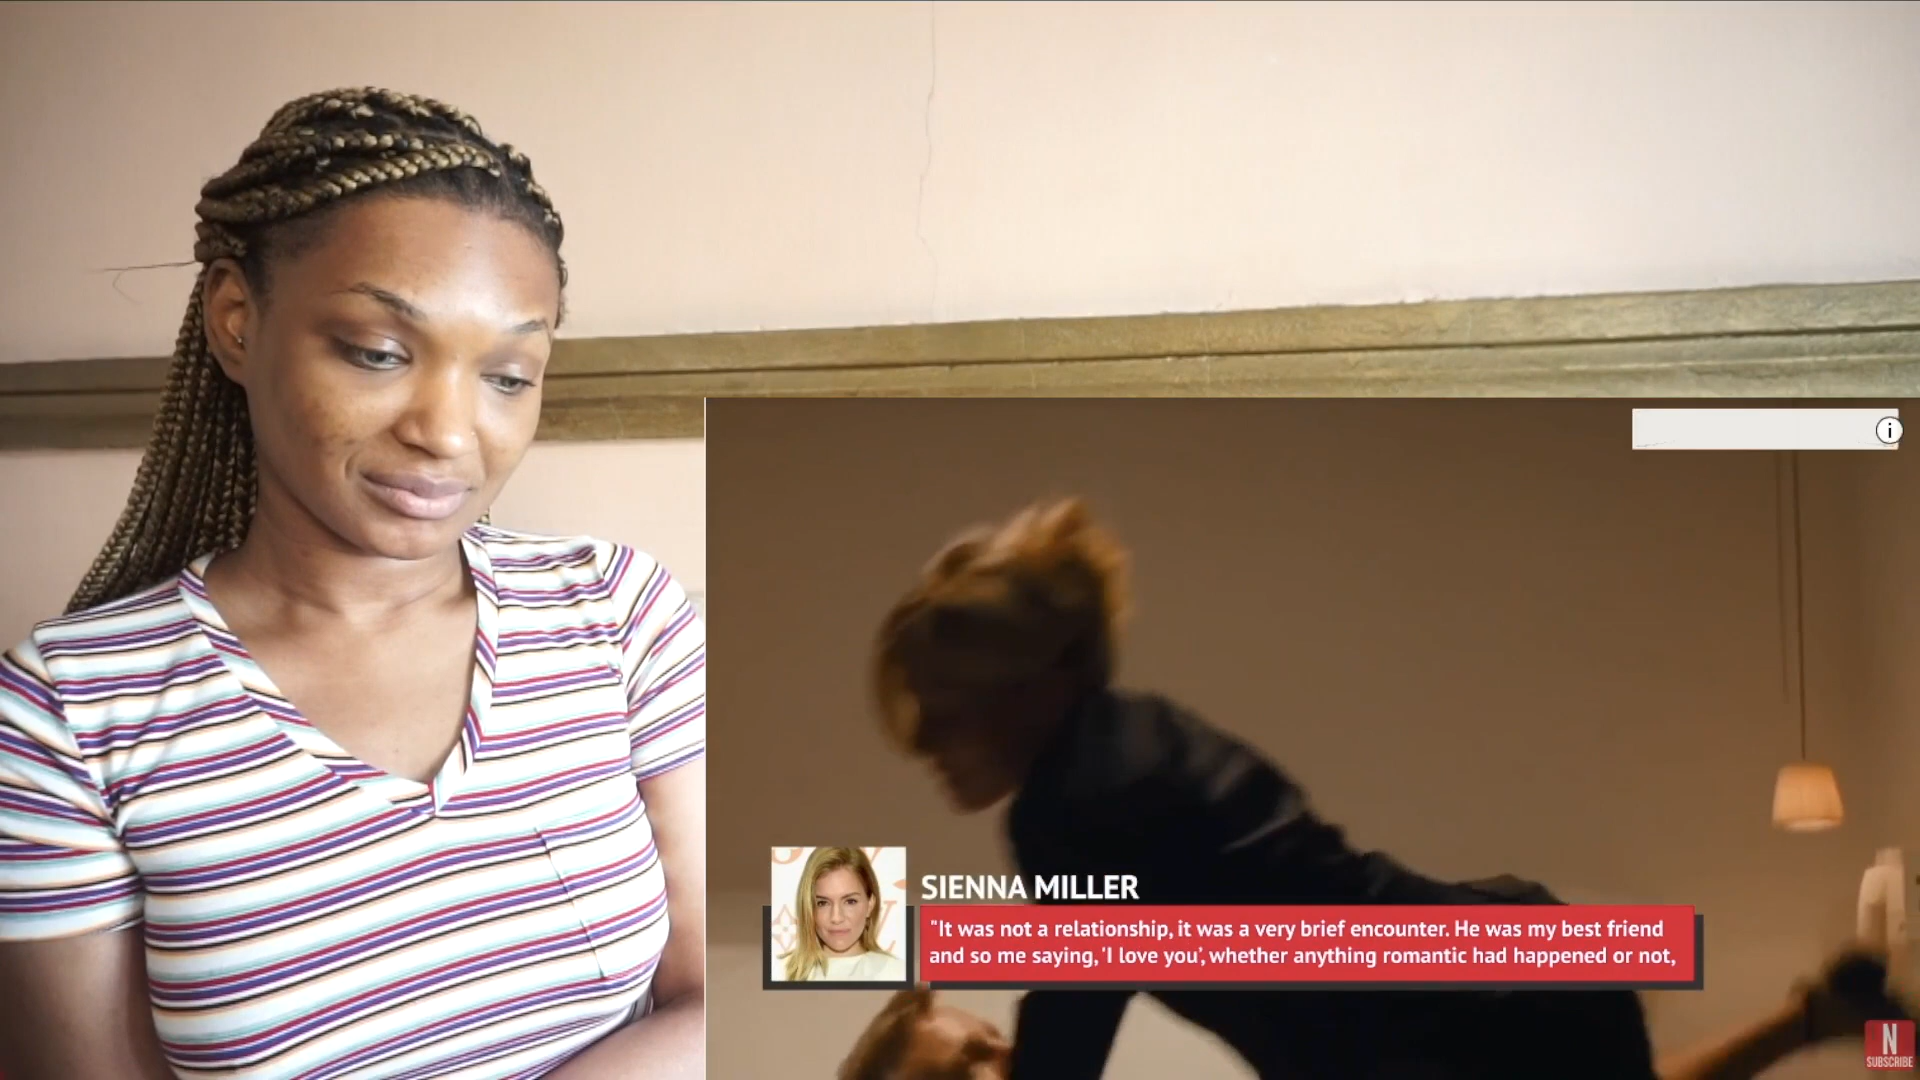 SIENNA MILLER
"It was not a relationship, it was a very brief encounter. He was my best friend
and so me saying, 'I love you', whether anything romantic had happened or not,
i
N
SUBSCRIBE